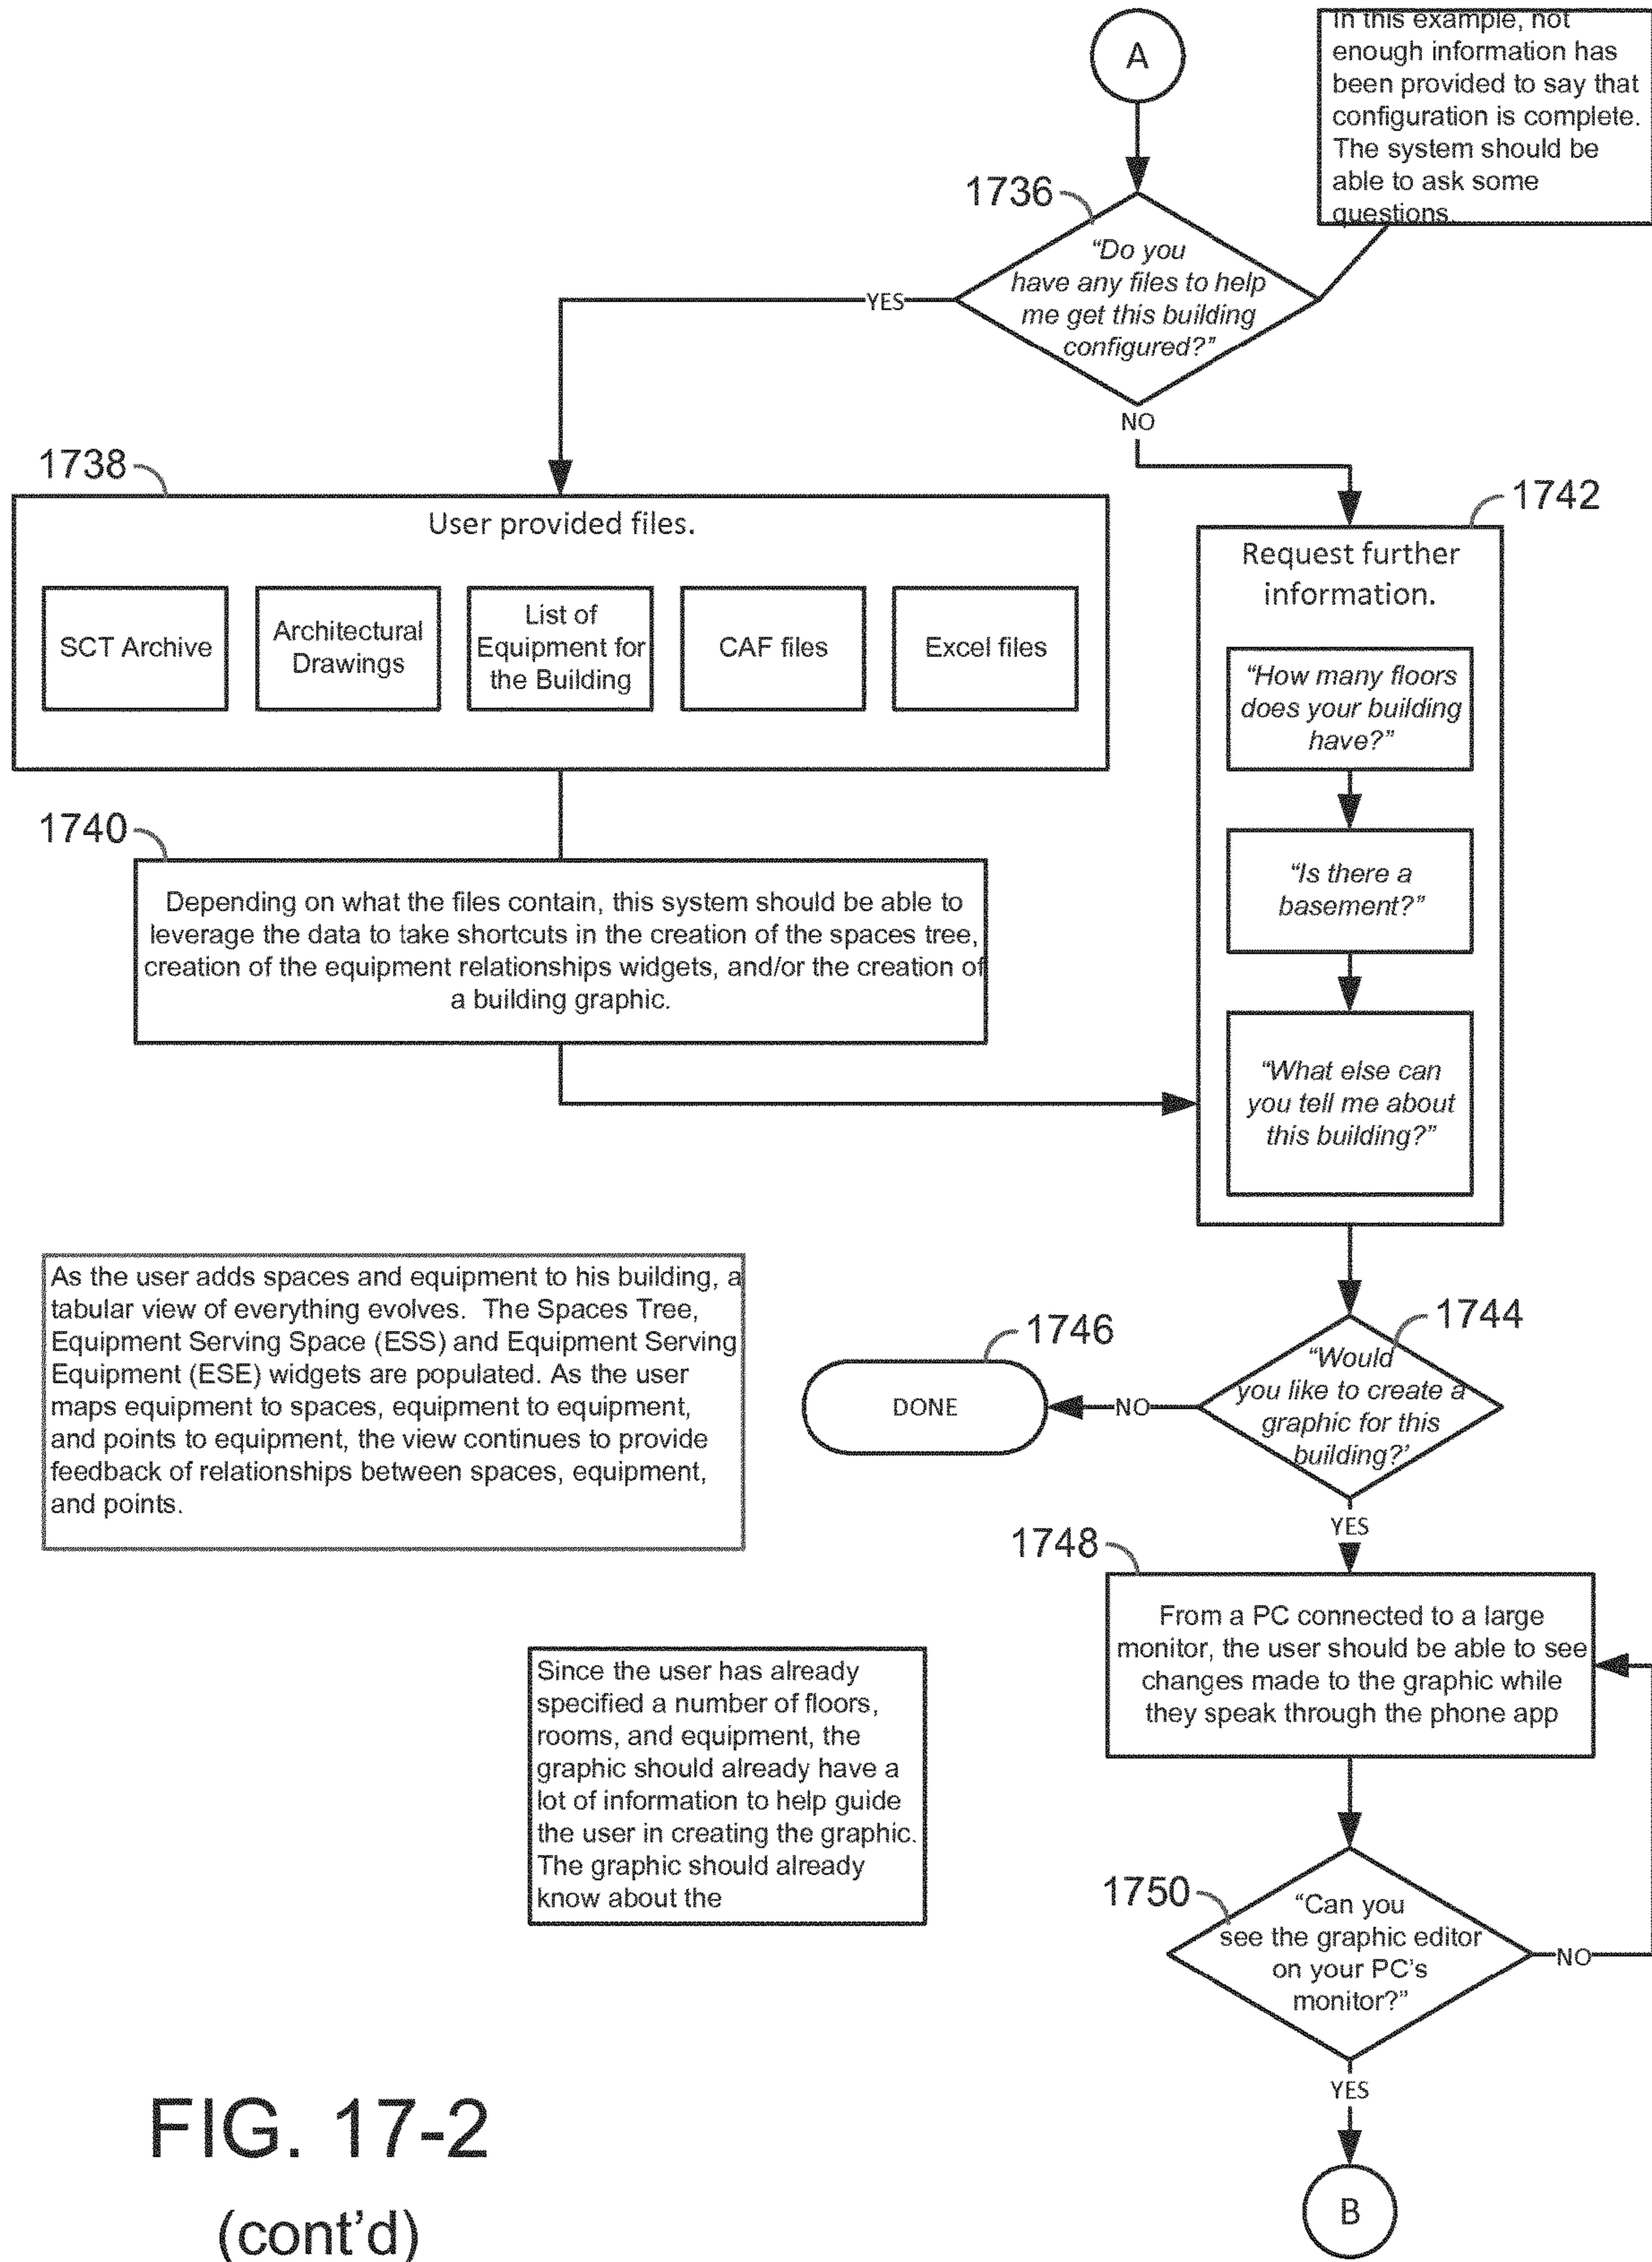 A
In this example, not
enough information has
been provided to say that
configuration is complete.
The system should be
able to ask some
questions.
1736
“Do you
have any files to help
me get this building
configured?”
YES
NO
1738
User provided files.
SCT Archive
Architectural
Drawings
List of
Equipment for
the Building
CAF files
Excel files
1742
Request further
information.
“How many floors
does your building
have?”
“Is there a
basement?”
“What else can
you tell me about
this building?”
1740
Depending on what the files contain, this system should be able to
leverage the data to take shortcuts in the creation of the spaces tree,
creation of the equipment relationships widgets, and/or the creation of
a building graphic.
As the user adds spaces and equipment to his building, a
tabular view of everything evolves. The Spaces Tree,
Equipment Serving Space (ESS) and Equipment Serving
Equipment (ESE) widgets are populated. As the user
maps equipment to spaces, equipment to equipment,
and points to equipment, the view continues to provide
feedback of relationships between spaces, equipment,
and points.
1746
DONE
NO
1744
“Would
you like to create a
graphic for this
building?’
YES
1748
From a PC connected to a large
monitor, the user should be able to see
changes made to the graphic while
they speak through the phone app
Since the user has already
specified a number of floors,
rooms, and equipment, the
graphic should already have a
lot of information to help guide
the user in creating the graphic.
The graphic should already
know about the
1750
“Can you
see the graphic editor
on your PC’s
monitor?”
NO
YES
B
FIG. 17-2
(cont’d)